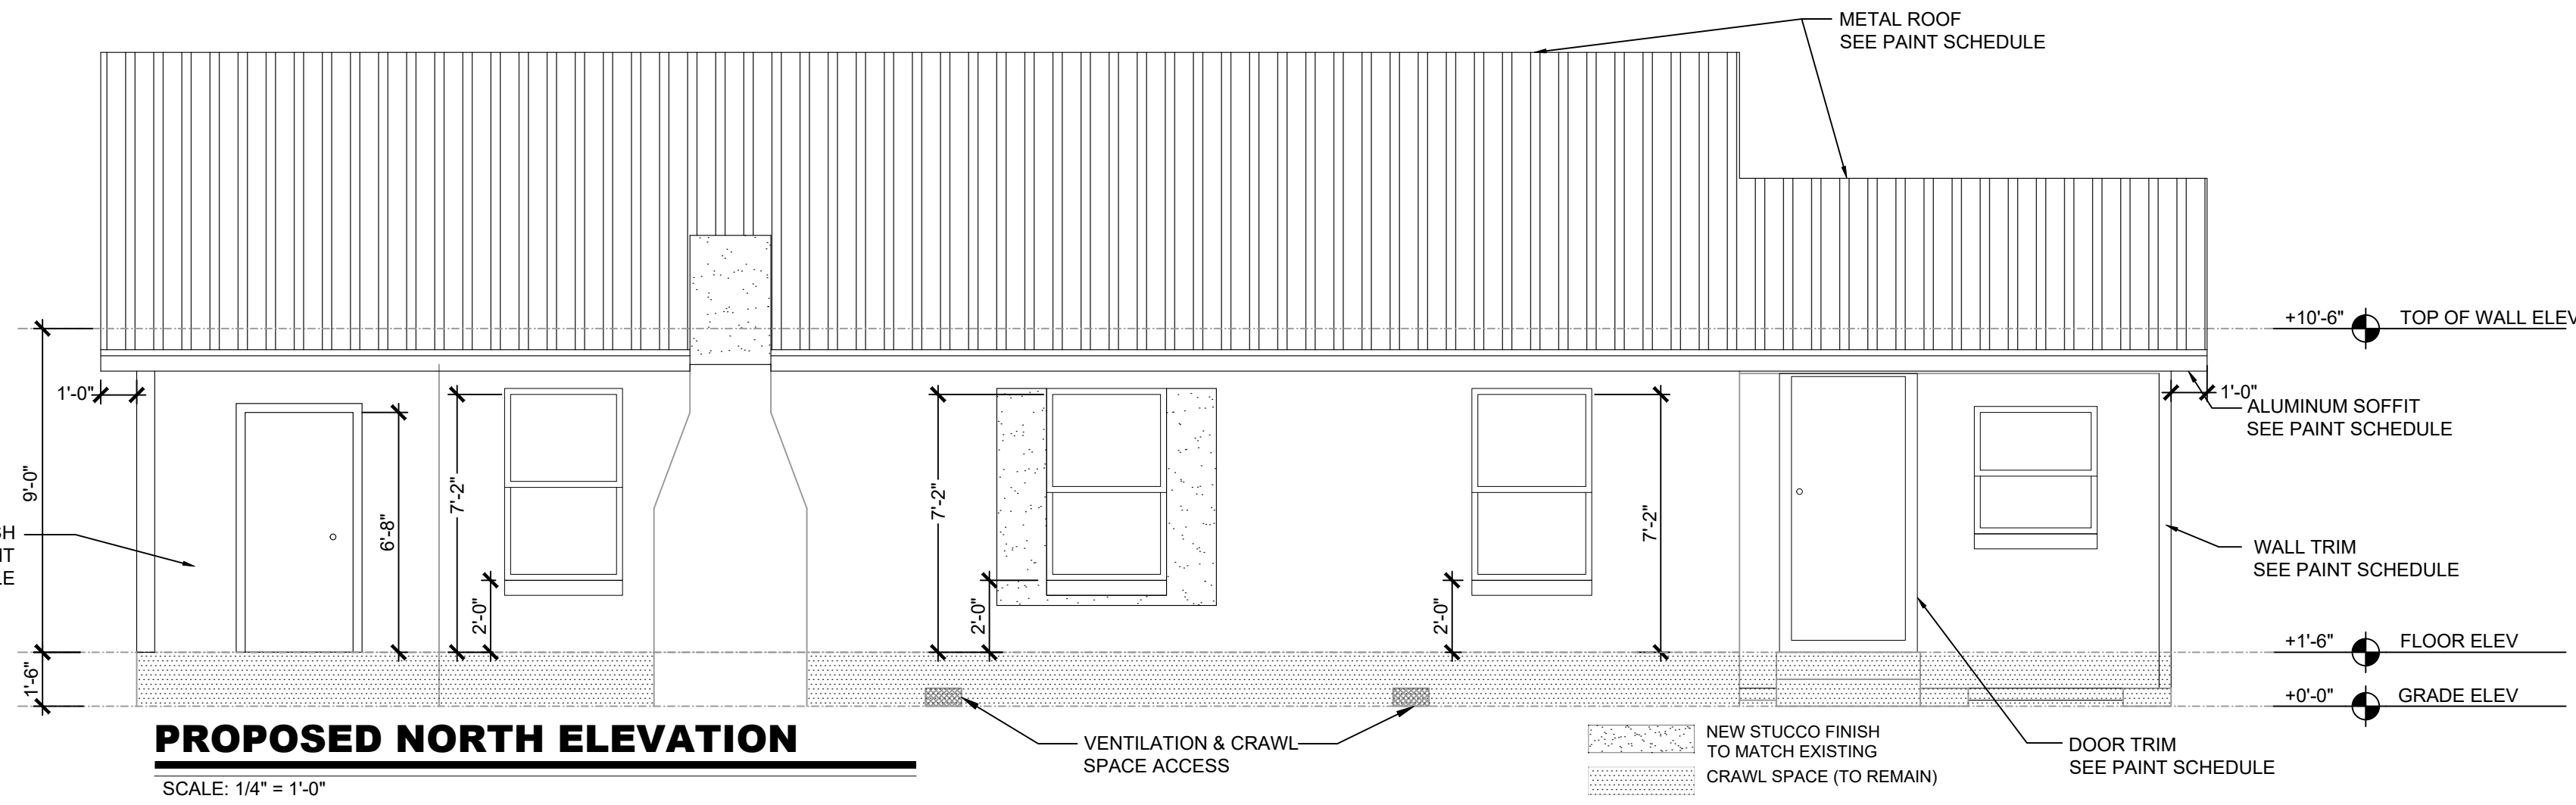 METAL ROOF
SEE PAINT SCHEDULE
+10'-6"
TOP OF WALL ELEV
1'-0"
1'-0"
ALUMINUM SOFFIT
SEE PAINT SCHEDULE
9'-0"
6'-8"
7'-2"
2'-0"
7'-2"
2'-0"
2'-0"
7'-2"
WALL TRIM
SEE PAINT SCHEDULE
+1'-6"
FLOOR ELEV
1'-6"
+0'-0"
GRADE ELEV
PROPOSED NORTH ELEVATION
SCALE: 1/4" = 1'-0"
VENTILATION & CRAWL
SPACE ACCESS
NEW STUCCO FINISH
TO MATCH EXISTING
CRAWL SPACE (TO REMAIN)
DOOR TRIM
SEE PAINT SCHEDULE